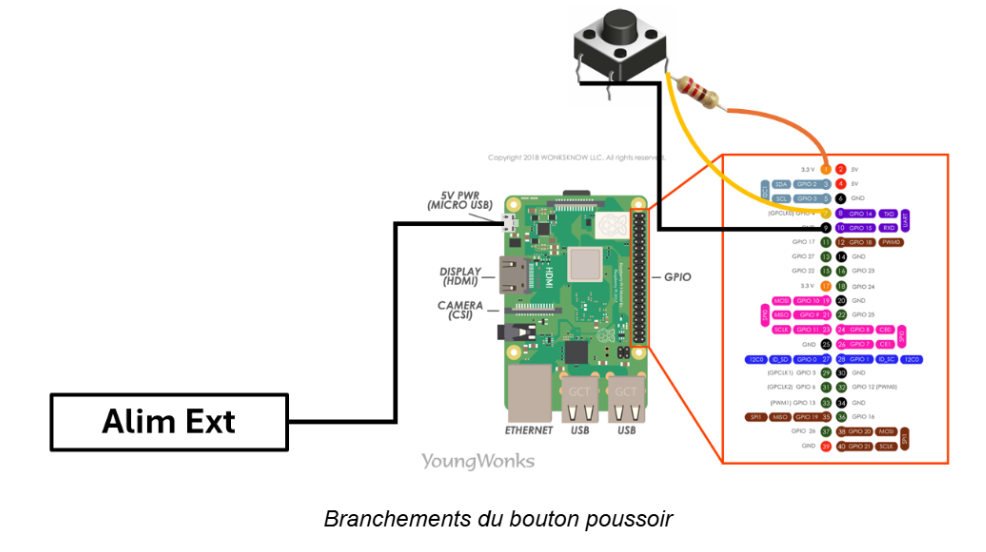 Copyright 2018 WONKSKNOW LLC. All rights reserved.
5V PWR
(MICRO USB)
DISPLAY
(HDMI)
HDMI
CAMERA
(CSI)
GPIO
GCT
GCT
ETHERNET
USB
USB
YoungWonks
Alim Ext
3.3 V 1 2 5V
SDA GPIO 2 3 4 5V
SCL GPIO 3 5 6 GND
(GPCLK0) GPIO 4 7 8 GPIO 14 TXD
UART
9 10 GPIO 15 RXD
GPIO 17 11 12 GPIO 18 PWM0
GPIO 27 13 14 GND
GPIO 22 15 16 GPIO 23
3.3 V 17 18 GPIO 24
MOSI GPIO 10 19 20 GND
SPI0
MISO GPIO 9 21 22 GPIO 25
SCLK GPIO 11 23 24 GPIO 8 CE0
SPI0
GND 25 26 GPIO 7 CE1
I2C0 ID_SD GPIO 0 27 28 GPIO 1 ID_SC I2C0
(GPCLK1) GPIO 5 29 30 GND
(GPCLK2) GPIO 6 31 32 GPIO 12 (PWM0)
(PWM1) GPIO 13 33 34 GND
SPI1 MISO GPIO 19 35 36 GPIO 16
GPIO 26 37 38 GPIO 20 MOSI
SPI1
GND 39 40 GPIO 21 SCLK
Branchements du bouton poussoir